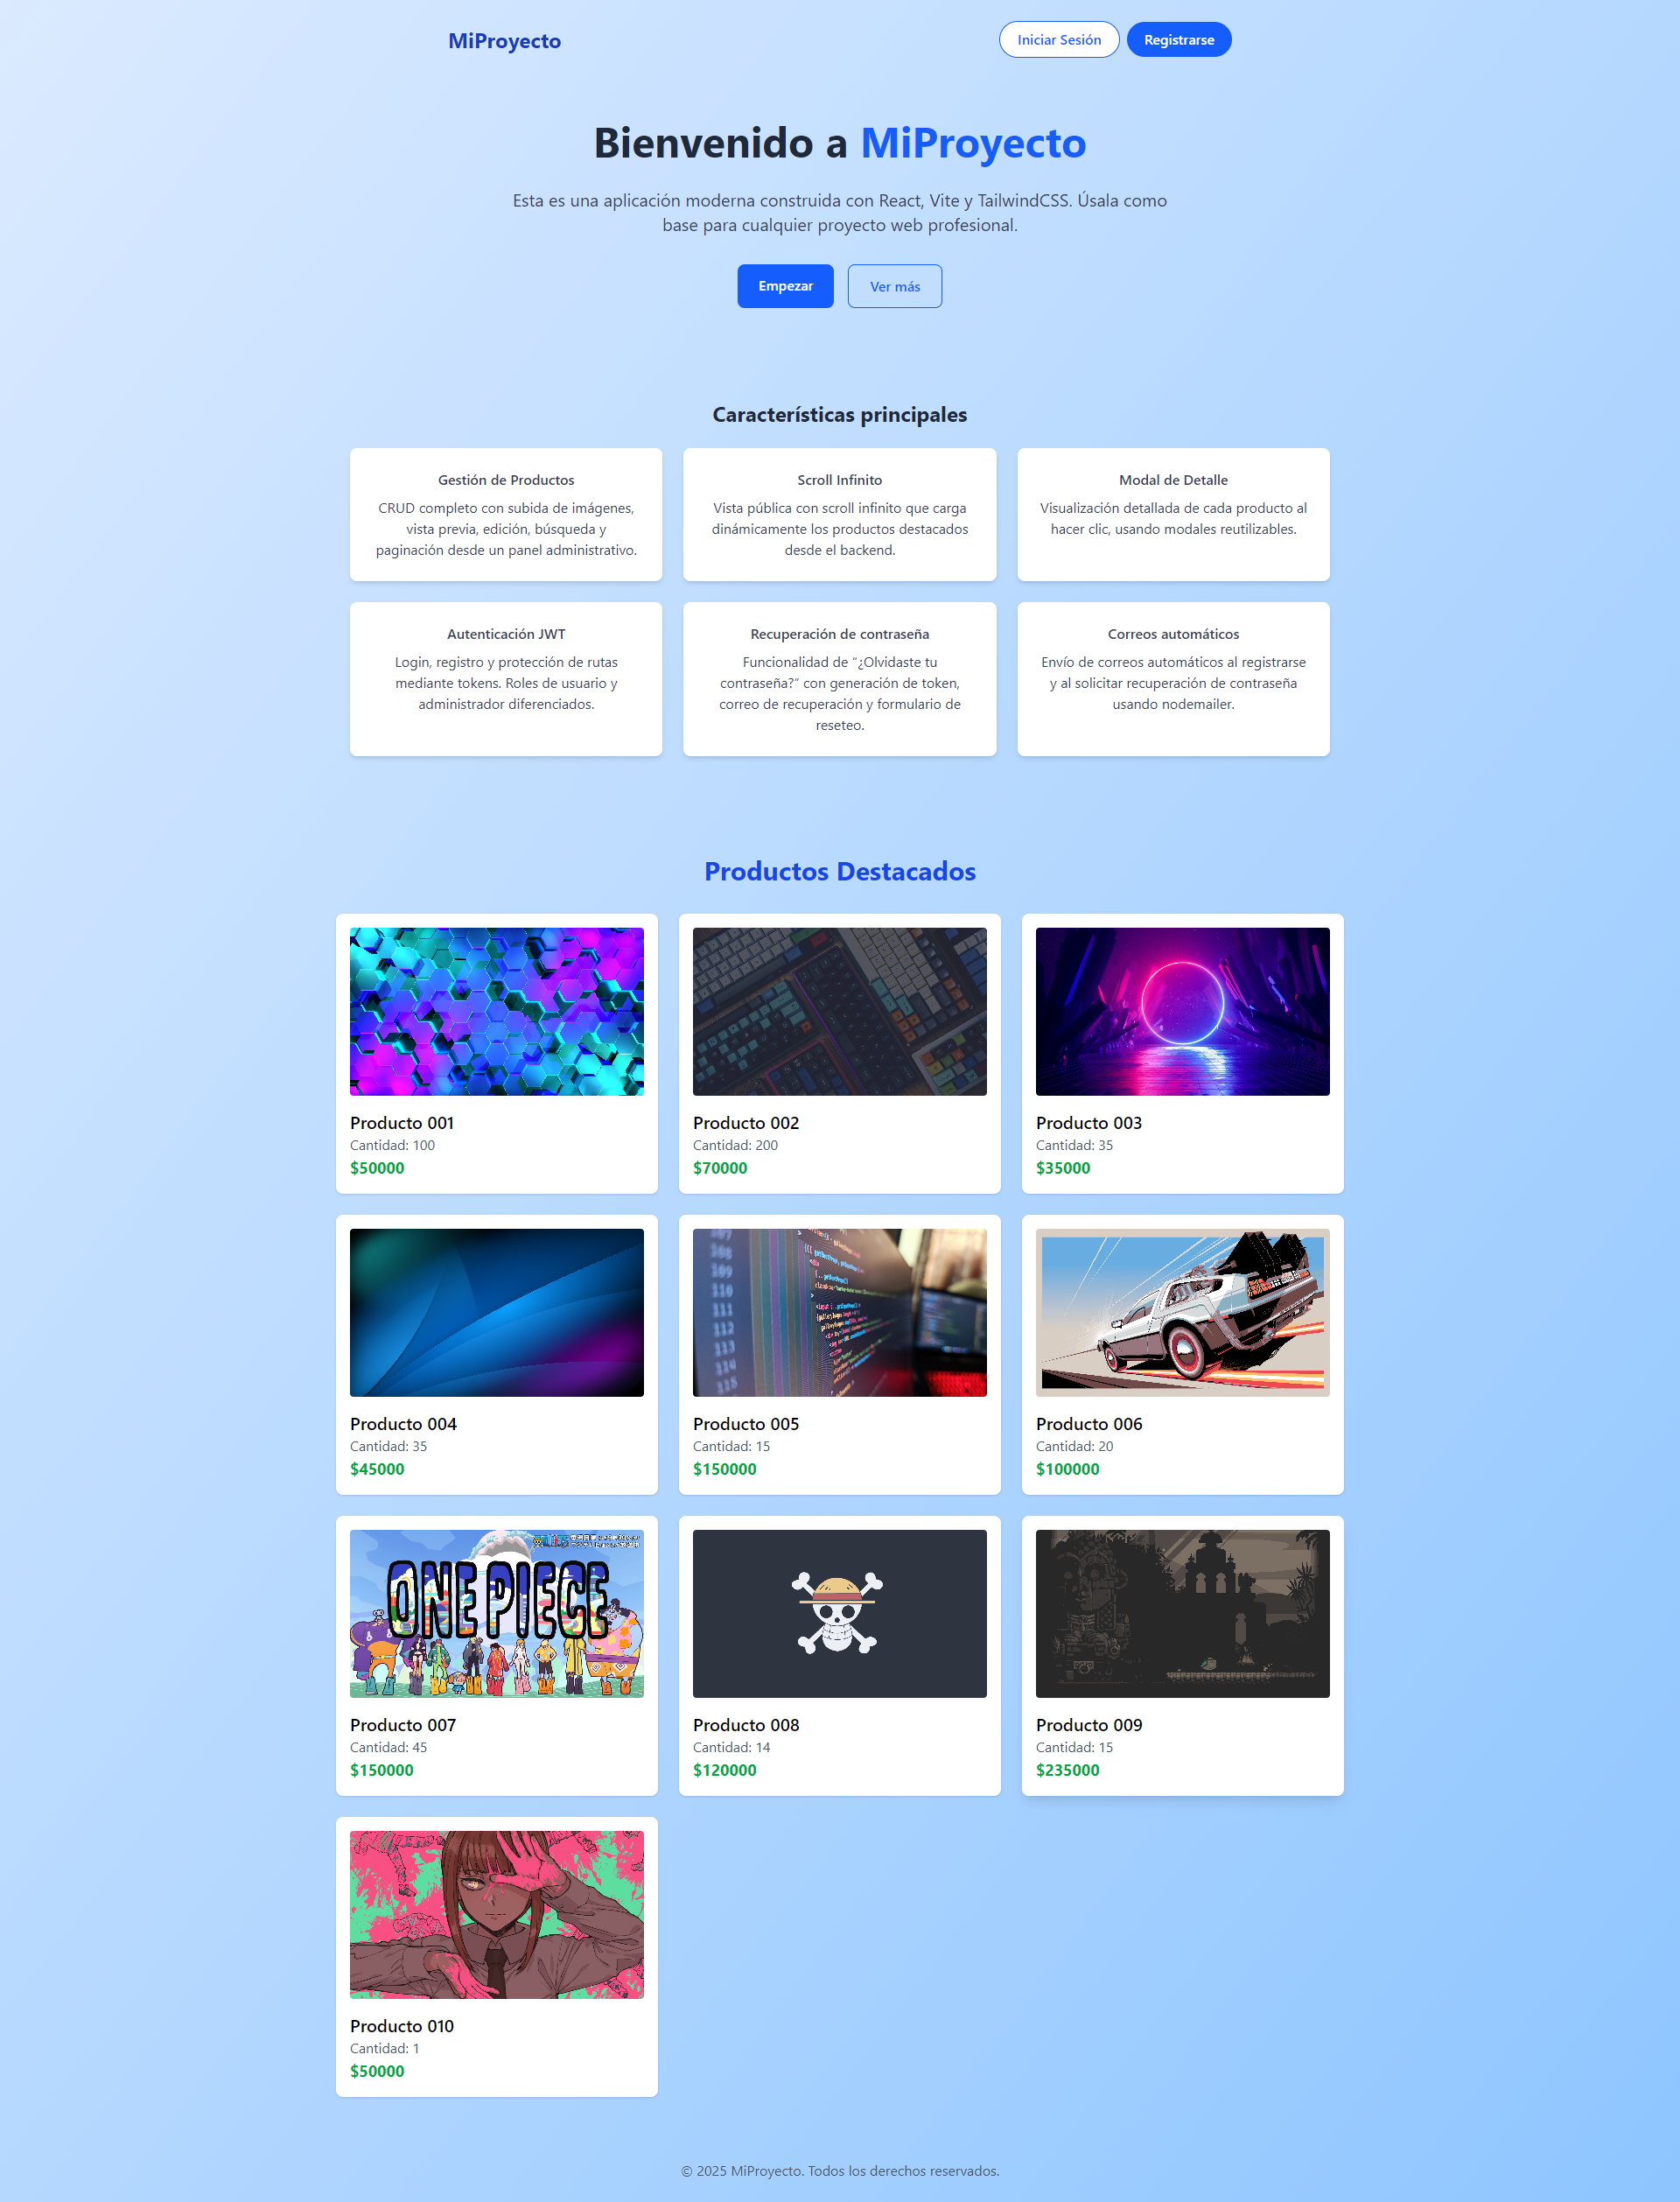 MiProyecto
Iniciar Sesión
Registrarse
Bienvenido a MiProyecto
Esta es una aplicación moderna construida con React, Vite y TailwindCSS. Úsala como
base para cualquier proyecto web profesional.
Empezar
Ver más
Características principales
Gestión de Productos
CRUD completo con subida de imágenes,
vista previa, edición, búsqueda y
paginación desde un panel administrativo.
Scroll Infinito
Vista pública con scroll infinito que carga
dinámicamente los productos destacados
desde el backend.
Modal de Detalle
Visualización detallada de cada producto al
hacer clic, usando modales reutilizables.
Autenticación JWT
Login, registro y protección de rutas
mediante tokens. Roles de usuario y
administrador diferenciados.
Recuperación de contraseña
Funcionalidad de “¿Olvidaste tu
contraseña?” con generación de token,
correo de recuperación y formulario de
reseteo.
Correos automáticos
Envío de correos automáticos al registrarse
y al solicitar recuperación de contraseña
usando nodemailer.
Productos Destacados
Producto 001
Cantidad: 100
$50000
Producto 002
Cantidad: 200
$70000
Producto 003
Cantidad: 35
$35000
108
109
110
111
112
113
114
115
Producto 004
Cantidad: 35
$45000
Producto 005
Cantidad: 15
$150000
Producto 006
Cantidad: 20
$100000
ONE PIECE
Producto 007
Cantidad: 45
$150000
Producto 008
Cantidad: 14
$120000
Producto 009
Cantidad: 15
$235000
Producto 010
Cantidad: 1
$50000
© 2025 MiProyecto. Todos los derechos reservados.